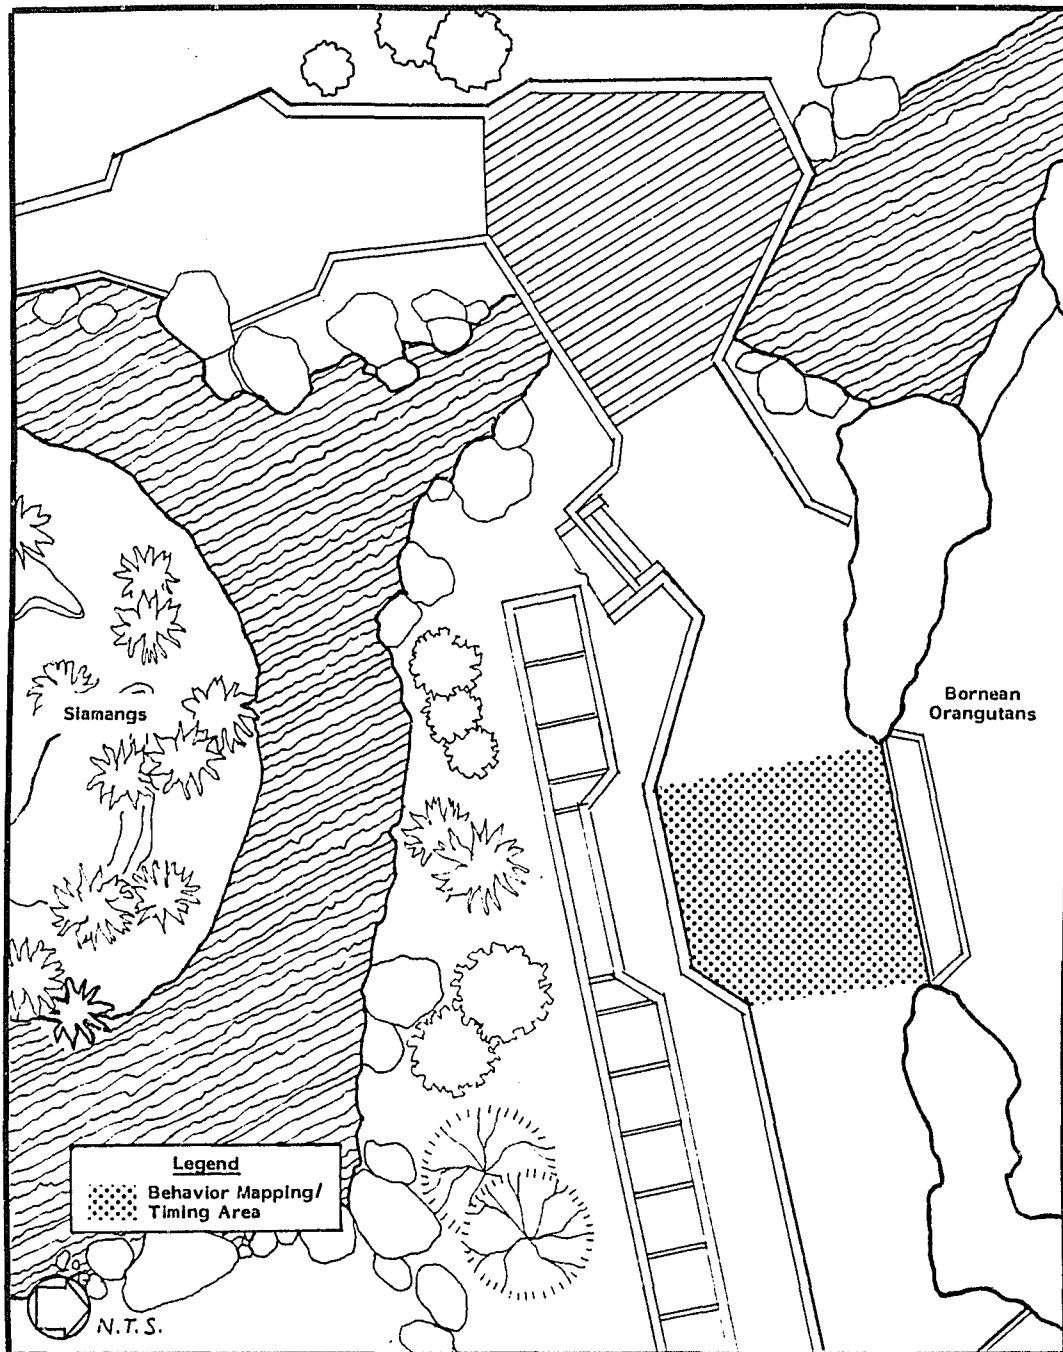 Siamangs
Bornean
Orangutans
Legend
Behavior Mapping/
Timing Area
N.T.S.